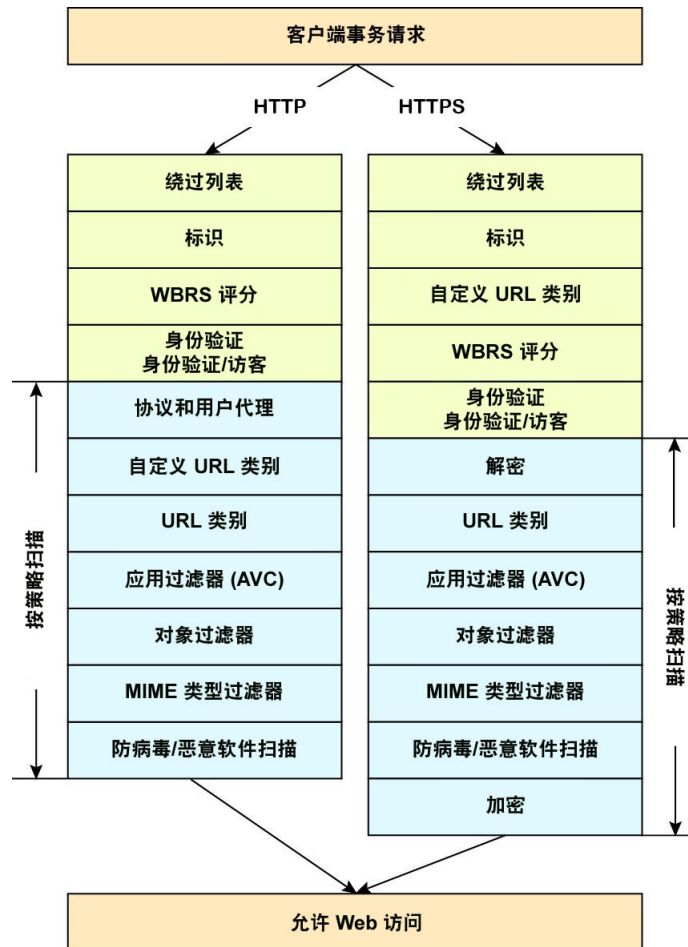 客户端事务请求
HTTP
HTTPS
绕过列表
标识
WBRS 评分
身份验证
身份验证/访客
协议和用户代理
自定义 URL 类别
URL 类别
应用过滤器 (AVC)
对象过滤器
MIME 类型过滤器
防病毒/恶意软件扫描
按策略扫描
绕过列表
标识
自定义 URL 类别
WBRS 评分
身份验证
身份验证/访客
解密
URL 类别
应用过滤器 (AVC)
对象过滤器
MIME 类型过滤器
防病毒/恶意软件扫描
加密
按策略扫描
允许 Web 访问